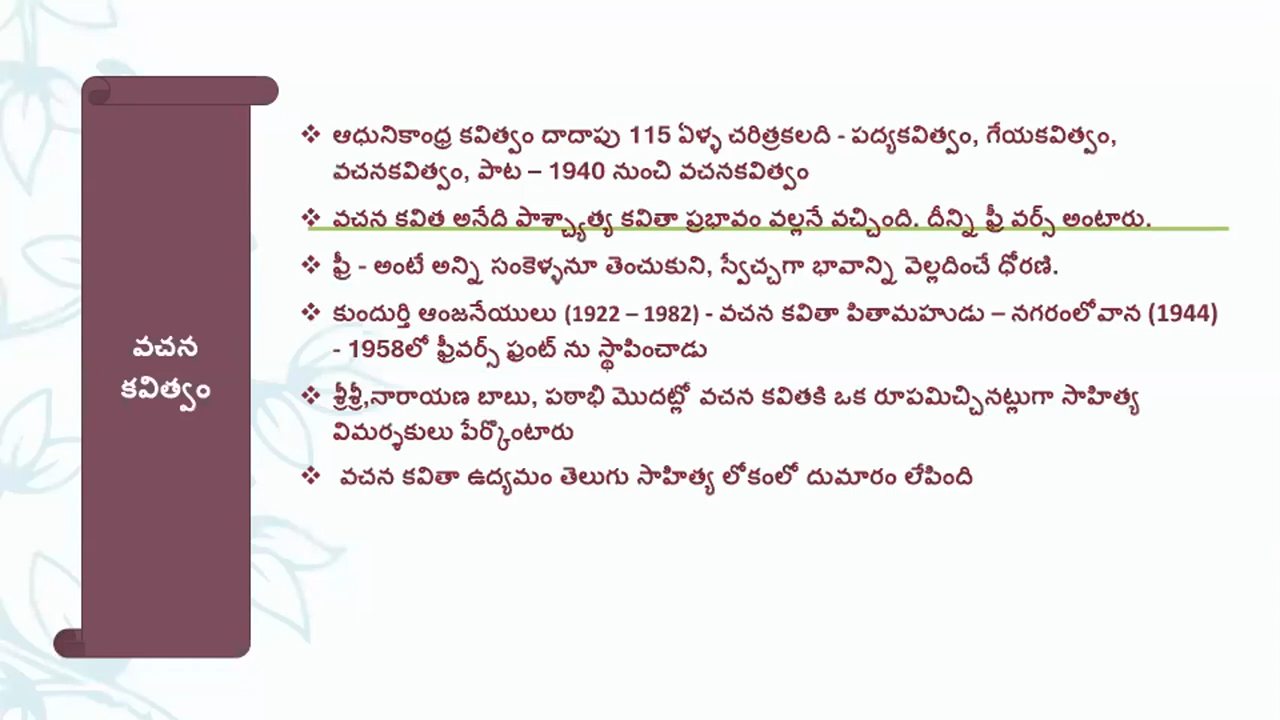 వచన
కవిత్వం
❖ ఆధునికాంధ్ర కవిత్వం దాదాపు 115 ఏళ్ళ చరిత్రకలది - పద్యకవిత్వం, గేయకవిత్వం,
వచనకవిత్వం, పాట – 1940 నుంచి వచనకవిత్వం
❖ వచన కవిత అనేది పాశ్చ్యాత్య కవితా ప్రభావం వల్లనే వచ్చింది. దీన్ని ఫ్రీ వర్స్ అంటారు.
❖ ఫ్రీ - అంటే అన్ని సంకెళ్ళనూ తెంచుకుని, స్వేచ్చగా భావాన్ని వెల్లదించే ధోరణి.
❖ కుందుర్తి ఆంజనేయులు (1922 – 1982) - వచన కవితా పితామహుడు – నగరంలోవాన (1944)
- 1958లో ఫ్రీవర్స్ ఫ్రంట్ ను స్థాపించాడు
❖ శ్రీశ్రీ,నారాయణ బాబు, పఠాభి మొదట్లో వచన కవితకి ఒక రూపమిచ్చినట్లుగా సాహిత్య
విమర్శకులు పేర్కొంటారు
❖ వచన కవితా ఉద్యమం తెలుగు సాహిత్య లోకంలో దుమారం లేపింది